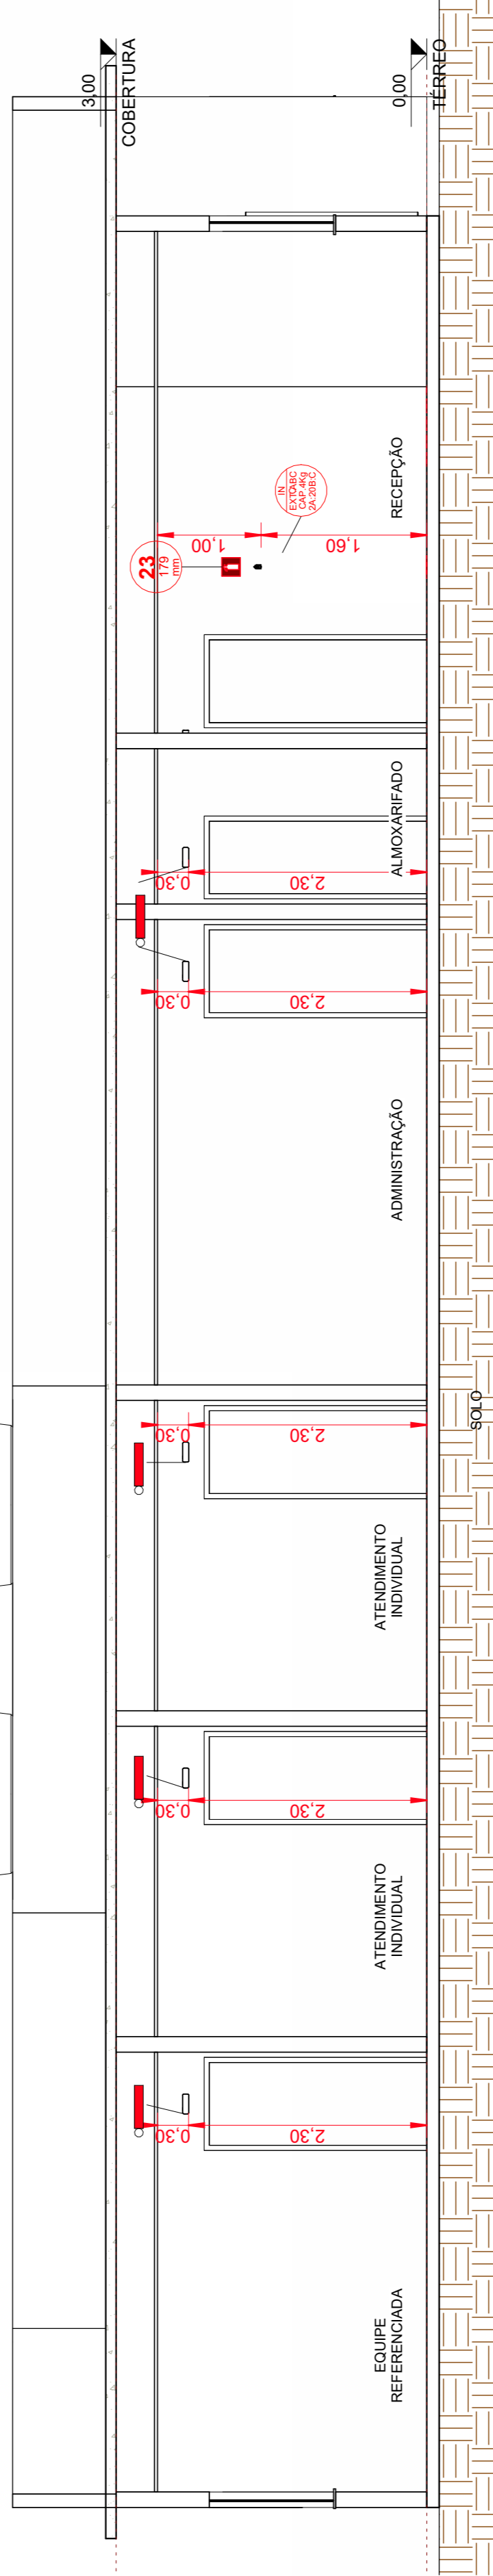 3,00
COBERTURA
0,00
TÉRREO
23
179
mm
IN
EXTQABC
CAP. 4Kg
2A:20B:C
1,00
1,60
RECEPÇÃO
ALMOXARIFADO
0,30
2,30
0,30
2,30
ADMINISTRAÇÃO
0,30
2,30
SOLO
ATENDIMENTO
INDIVIDUAL
0,30
2,30
ATENDIMENTO
INDIVIDUAL
0,30
2,30
EQUIPE
REFERENCIADA